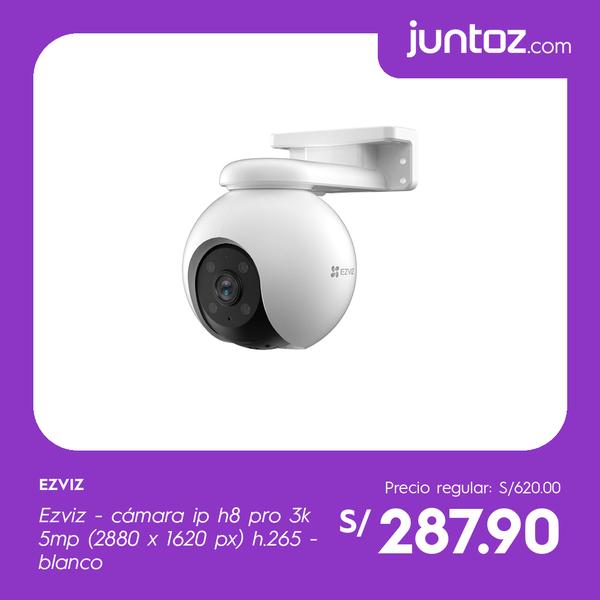 juntoz.com
EZVIZ
EZVIZ
Ezviz - cámara ip h8 pro 3k
5mp (2880 x 1620 px) h.265 -
blanco
Precio regular: S/620.00
S/287.90